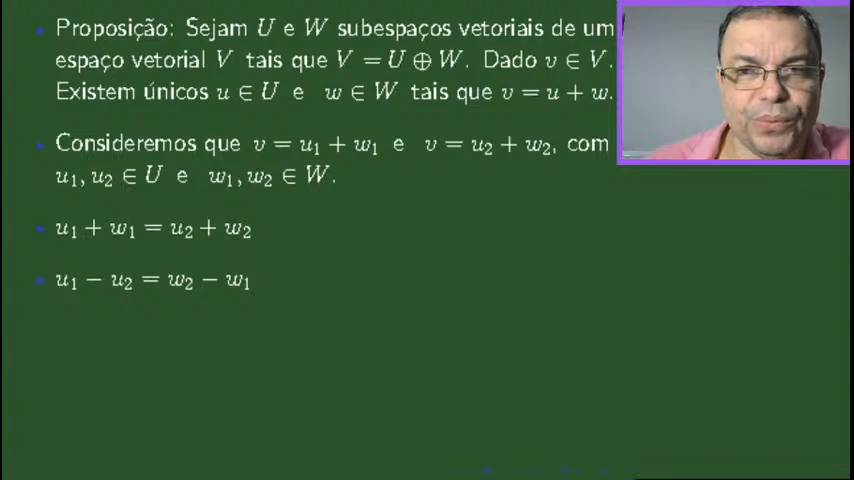 Proposição: Sejam U e W subespaços vetoriais de um
espaço vetorial V tais que V = U ⊕ W. Dado v ∈ V.
Existem únicos u ∈ U e w ∈ W tais que v = u + w.
Consideremos que v = u₁ + w₁ e v = u₂ + w₂, com
u₁, u₂ ∈ U e w₁, w₂ ∈ W.
u₁ + w₁ = u₂ + w₂
u₁ − u₂ = w₂ − w₁